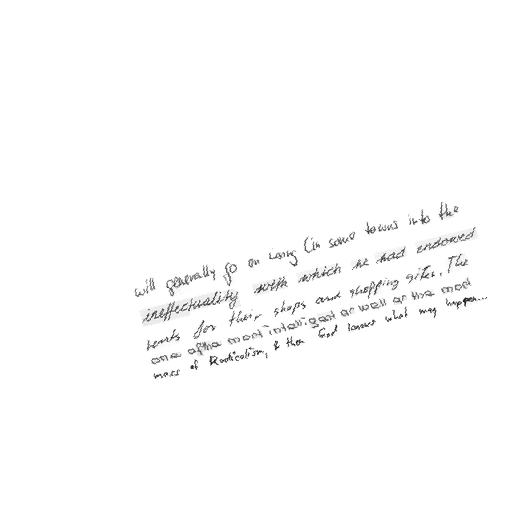 will generally go on long (in some towns into the
ineffectuality with which he had endowed
tents for their shops and shopping sites. The
one of the most intelligent as well as the most
mass of Radicalism, & then God knows what may happen...